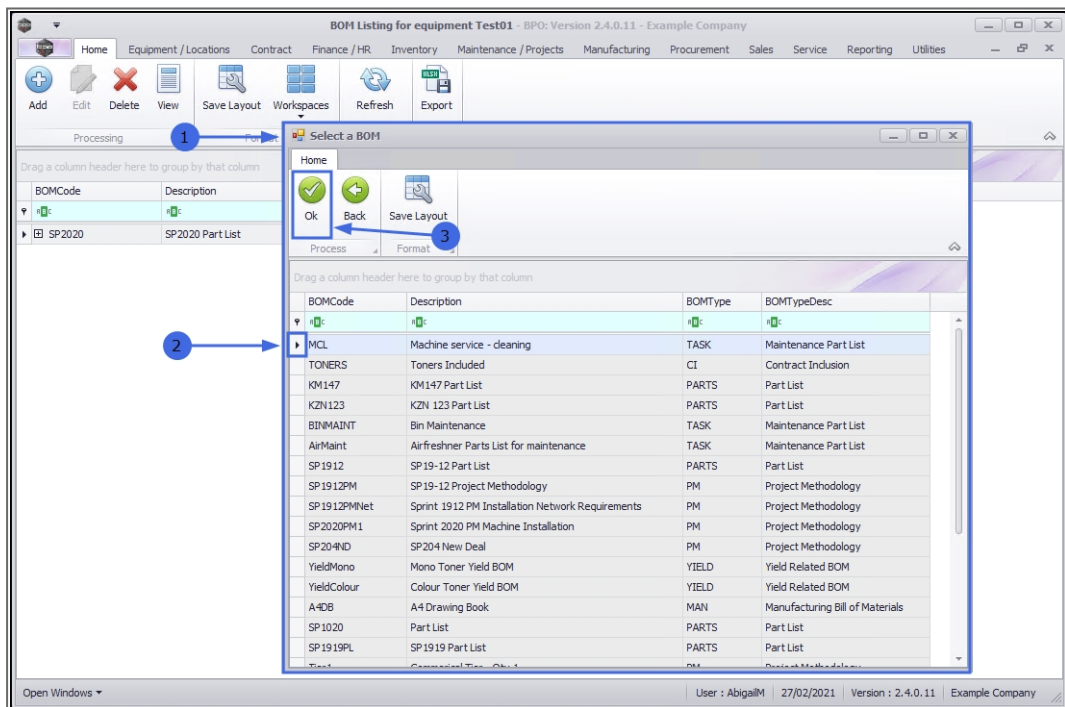 BOM Listing for equipment Test01 - BPO: Version 2.4.0.11 - Example Company
Home Equipment / Locations Contract Finance / HR Inventory Maintenance / Projects Manufacturing Procurement Sales Service Reporting Utilities
Add Edit Delete View Save Layout Workspaces Refresh Export
Processing
1
Select a BOM
Drag a column header here to group by that column
BOMCode Description
SP2020 SP2020 Part List
Home
Ok Back Save Layout
3
Process Format
Drag a column header here to group by that column
BOMCode Description BOMType BOMTypeDesc
2
MCL Machine service - cleaning TASK Maintenance Part List
TONERS Toners Included CI Contract Inclusion
KM147 KM147 Part List PARTS Part List
KZN123 KZN 123 Part List PARTS Part List
BINMAINT Bin Maintenance TASK Maintenance Part List
AirMaint Airfreshner Parts List for maintenance TASK Maintenance Part List
SP1912 SP19-12 Part List PARTS Part List
SP1912PM SP19-12 Project Methodology PM Project Methodology
SP1912PMNet Sprint 1912 PM Installation Network Requirements PM Project Methodology
SP2020PM1 Sprint 2020 PM Machine Installation PM Project Methodology
SP204ND SP204 New Deal PM Project Methodology
YieldMono Mono Toner Yield BOM YIELD Yield Related BOM
YieldColour Colour Toner Yield BOM YIELD Yield Related BOM
A4DB A4 Drawing Book MAN Manufacturing Bill of Materials
SP1020 Part List PARTS Part List
SP1919PL SP1919 Part List PARTS Part List
Open Windows User : AbigailM 27/02/2021 Version : 2.4.0.11 Example Company